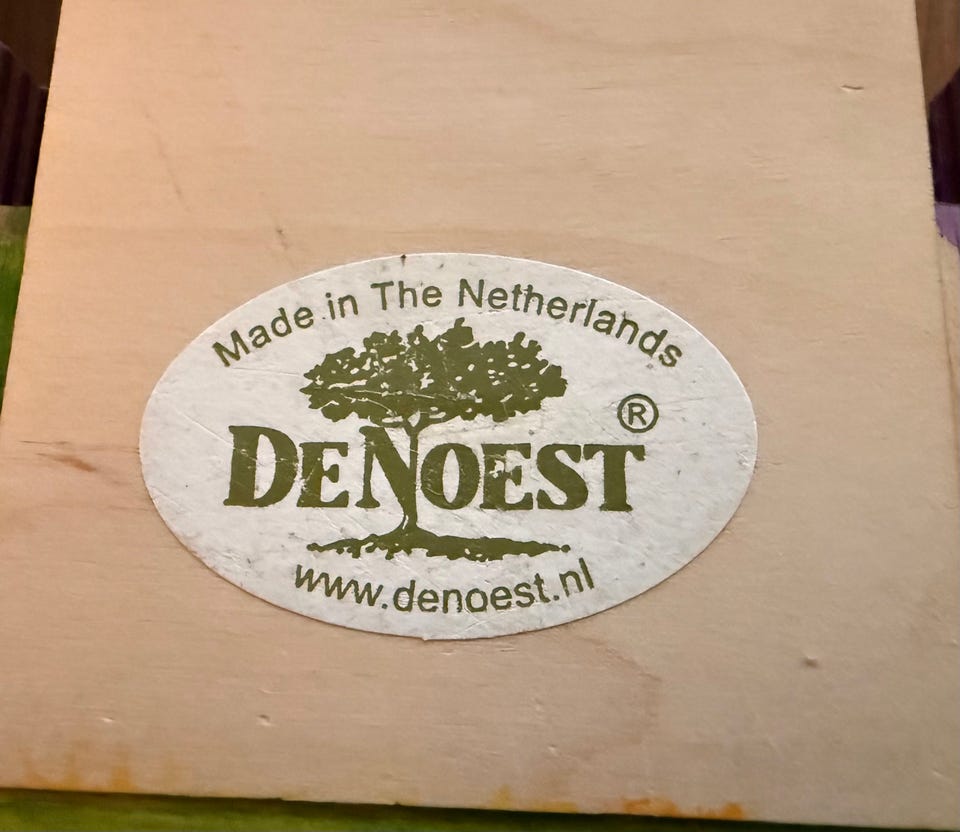 Made in The Netherlands
DENOEST ®
www.denoest.nl